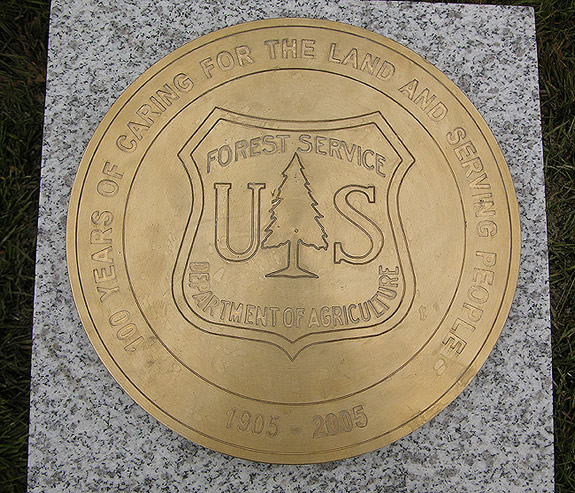 100 YEARS OF CARING FOR THE LAND AND SERVING PEOPLE
FOREST SERVICE
U S
DEPARTMENT OF AGRICULTURE
1905 - 2005